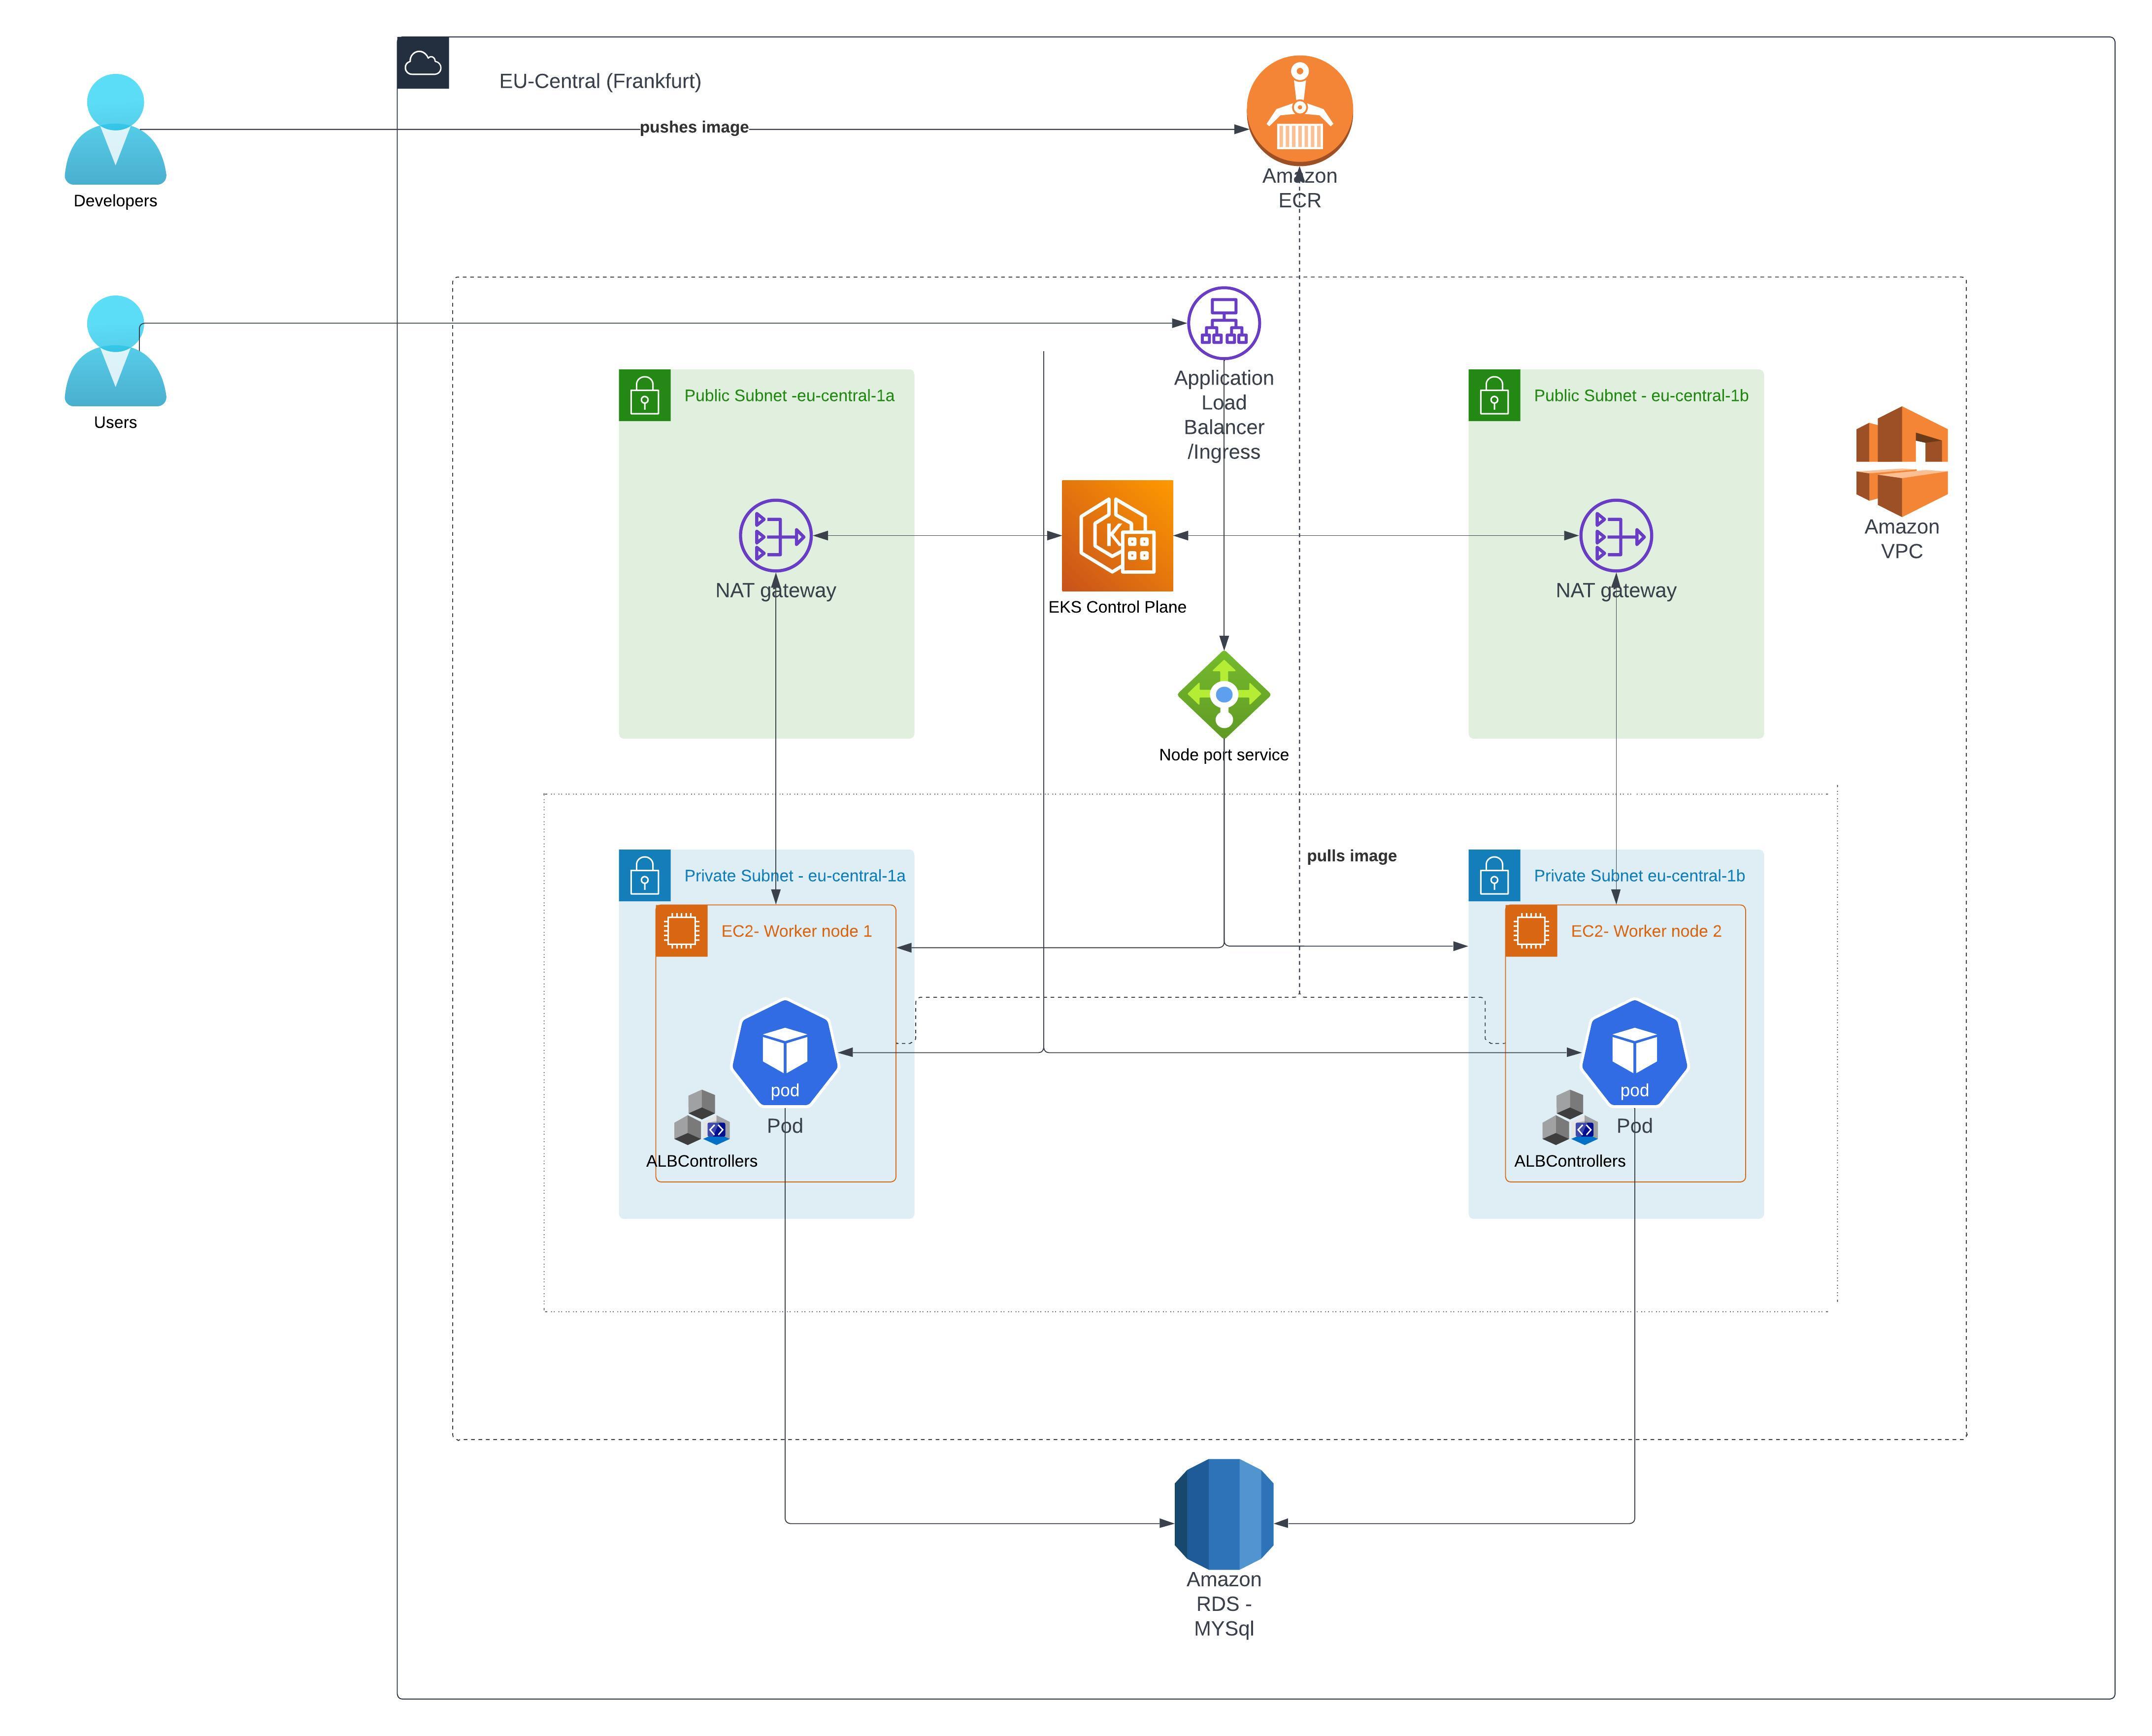 EU-Central (Frankfurt)
pushes image
Developers
Amazon
ECR
Users
Application
Load
Balancer
/Ingress
Public Subnet -eu-central-1a
Public Subnet - eu-central-1b
Amazon
VPC
NAT gateway
K
EKS Control Plane
NAT gateway
Node port service
pulls image
Private Subnet - eu-central-1a
Private Subnet eu-central-1b
EC2- Worker node 1
EC2- Worker node 2
pod
Pod
ALBControllers
pod
Pod
ALBControllers
Amazon
RDS -
MYSql